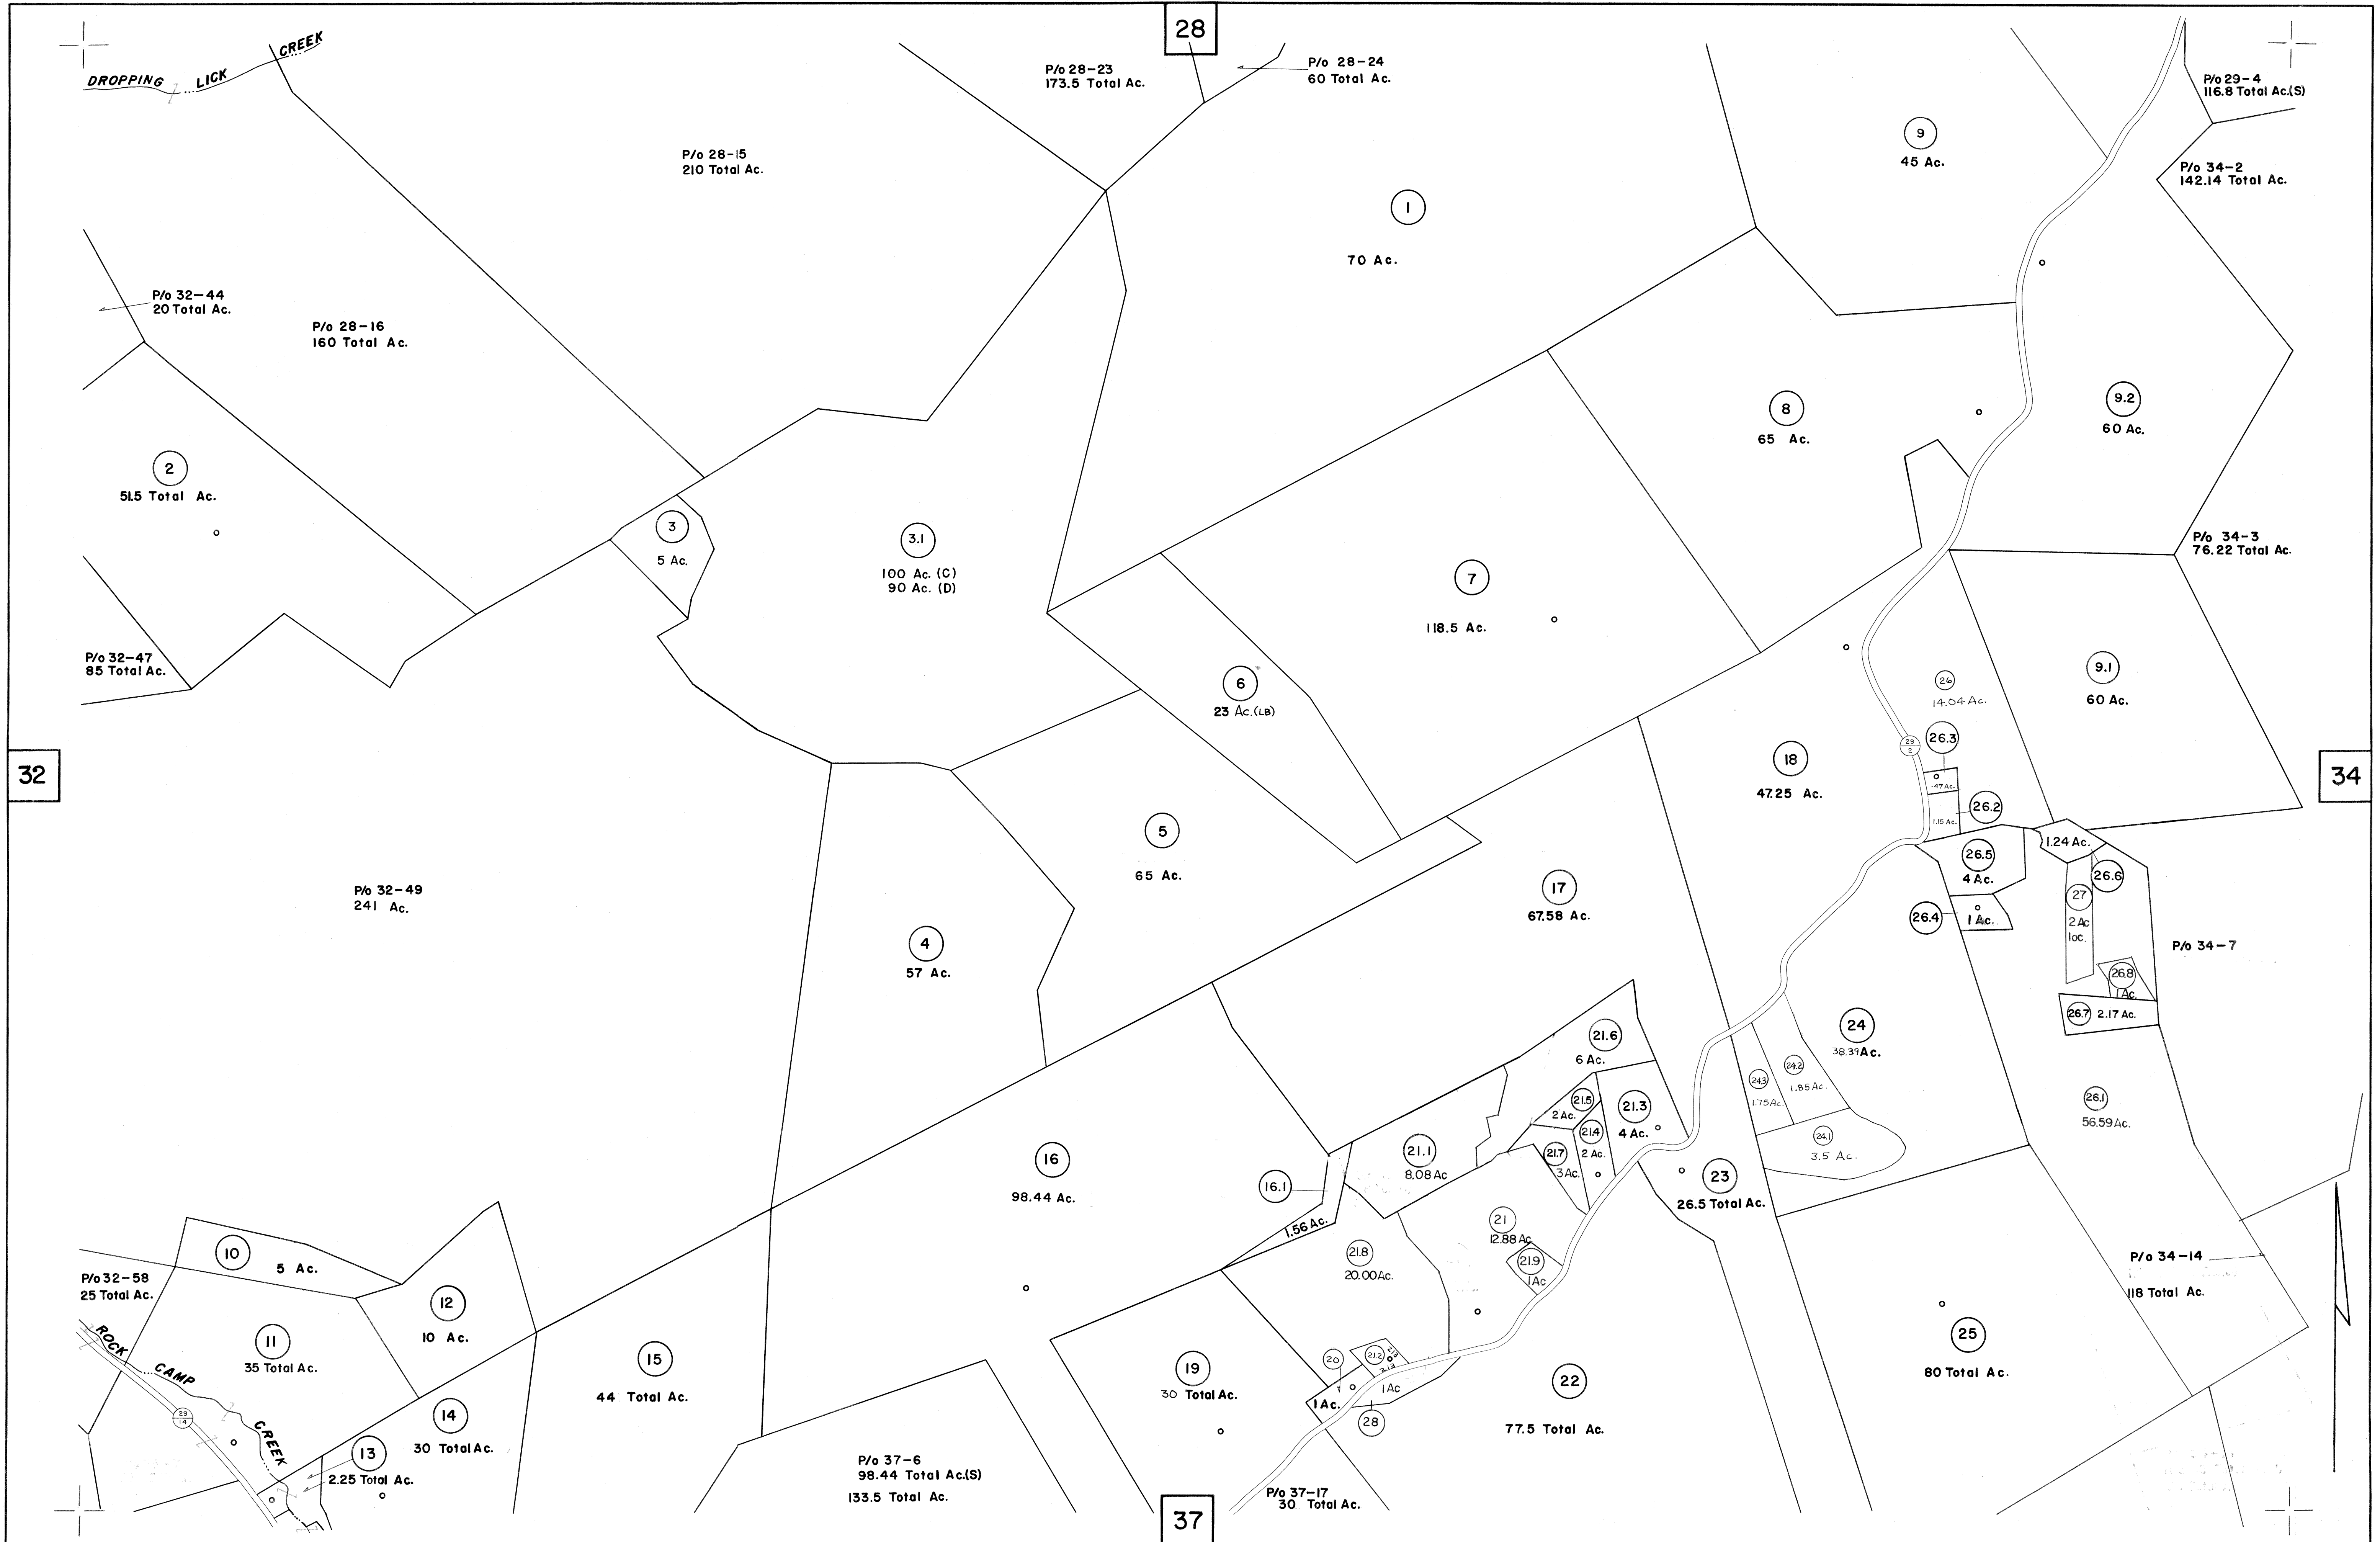 28
DROPPING LICK CREEK
P/o 28-23
173.5 Total Ac.
P/o 28-24
60 Total Ac.
P/o 29-4
116.8 Total Ac.(S)
P/o 28-15
210 Total Ac.
9
45 Ac.
P/o 34-2
142.14 Total Ac.
1
70 Ac.
P/o 32-44
20 Total Ac.
P/o 28-16
160 Total Ac.
8
65 Ac.
9.2
60 Ac.
2
51.5 Total Ac.
3
5 Ac.
3.1
100 Ac. (C)
90 Ac. (D)
7
118.5 Ac.
P/o 34-3
76.22 Total Ac.
P/o 32-47
85 Total Ac.
6
23 Ac.(LB)
26
14.04 Ac.
9.1
60 Ac.
32
34
18
47.25 Ac.
29
2
26.3
.47 Ac.
26.2
1.15 Ac.
5
65 Ac.
26.5
4 Ac.
1.24 Ac.
26.6
P/o 32-49
241 Ac.
17
67.58 Ac.
26.4
1 Ac.
27
2 Ac
loc.
P/o 34-7
4
57 Ac.
26.8
1 Ac.
26.7
2.17 Ac.
24
38.39 Ac.
21.6
6 Ac.
24.3
1.75 Ac.
24.2
1.85 Ac.
21.5
2 Ac.
21.3
4 Ac.
26.1
56.59 Ac.
21.4
2 Ac.
24.1
3.5 Ac.
16
98.44 Ac.
21.1
8.08 Ac
21.7
3 Ac.
16.1
1.56 Ac.
23
26.5 Total Ac.
21
12.88 Ac.
10
5 Ac.
21.8
20.00 Ac.
21.9
1 Ac
P/o 34-14
118 Total Ac.
P/o 32-58
25 Total Ac.
12
10 Ac.
11
35 Total Ac.
ROCK CAMP CREEK
15
44 Total Ac.
19
30 Total Ac.
20
1 Ac.
21.2
1 Ac
28
22
77.5 Total Ac.
25
80 Total Ac.
29
14
14
30 Total Ac.
13
2.25 Total Ac.
P/o 37-6
98.44 Total Ac.(S)
133.5 Total Ac.
P/o 37-17
30 Total Ac.
37